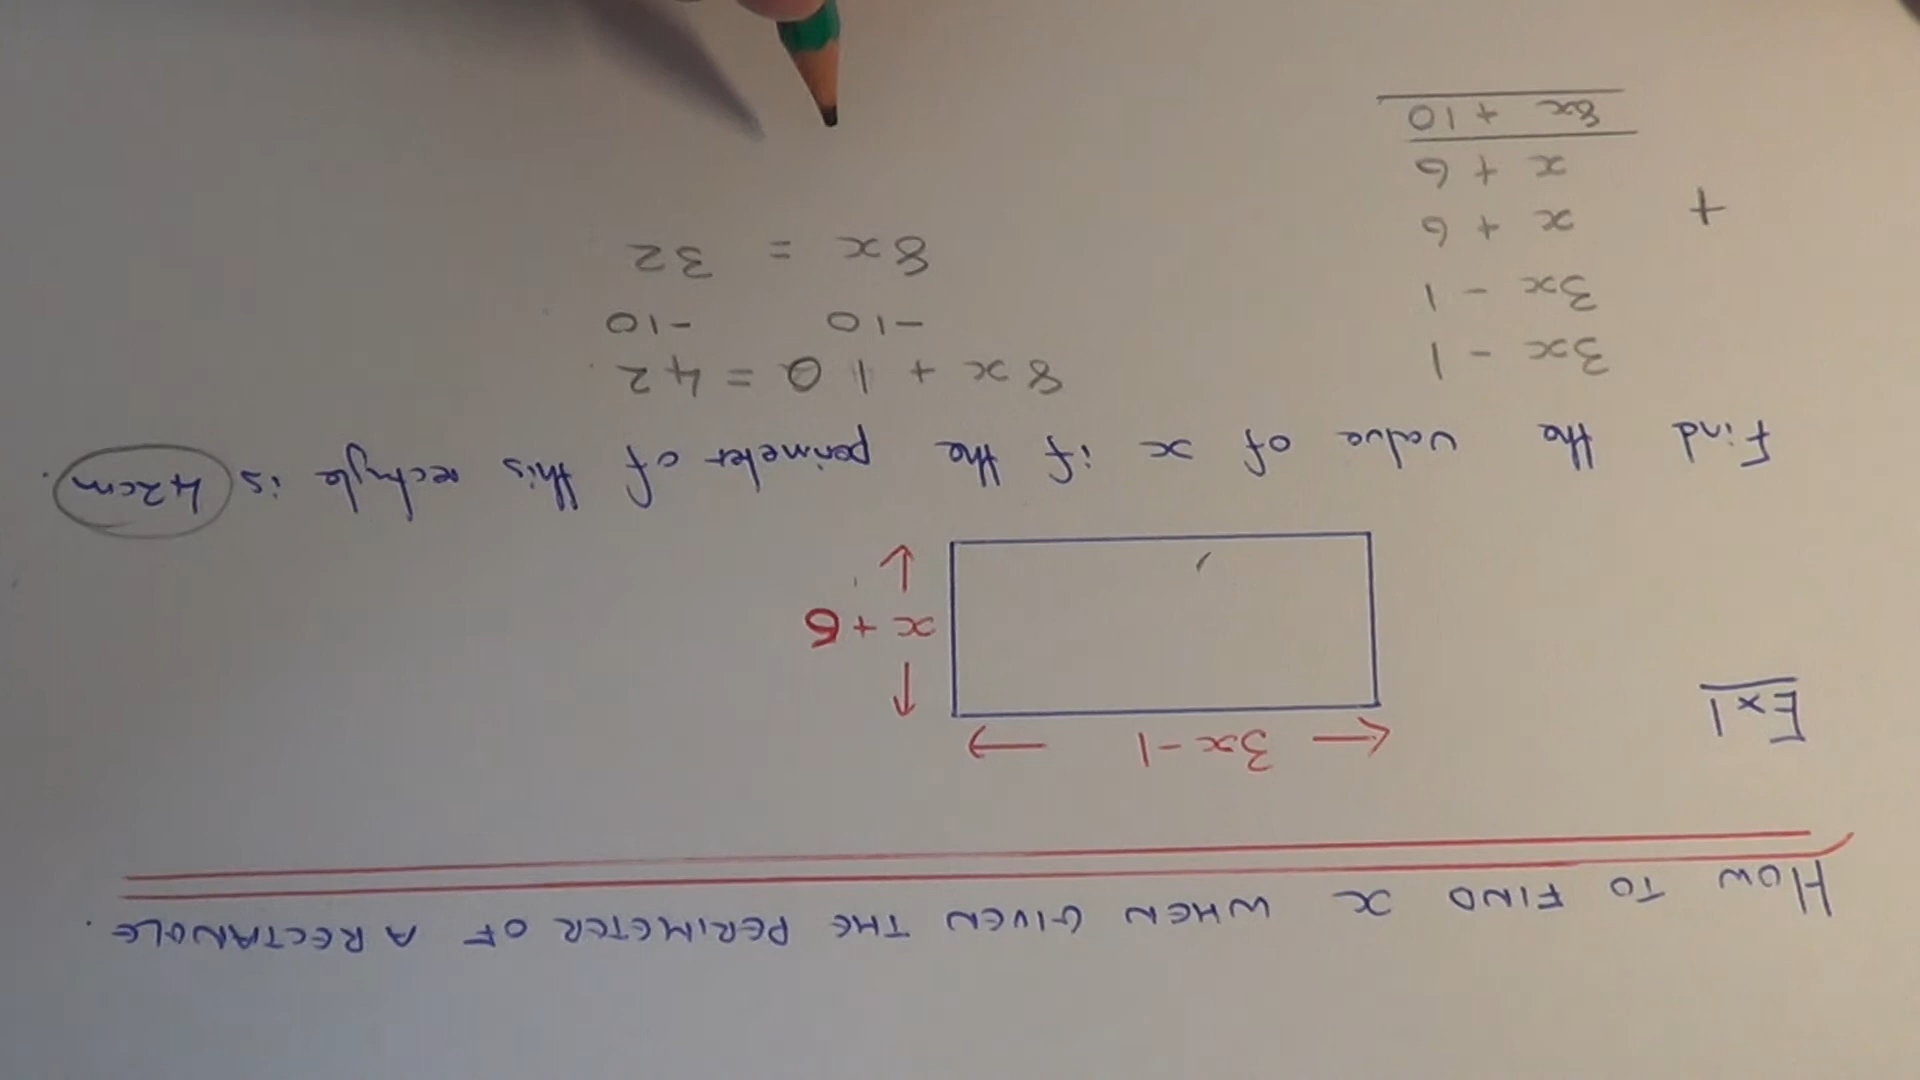 HOW TO FIND x WHEN GIVEN THE PERIMETER OF A RECTANGLE.
Ex 1
3x - 1
x + 6
Find the value of x if the perimeter of this rectangle is 42cm.
3x - 1
3x - 1
x + 6
x + 6
+
8x + 10
8x + 10 = 42
-10 -10
8x = 32